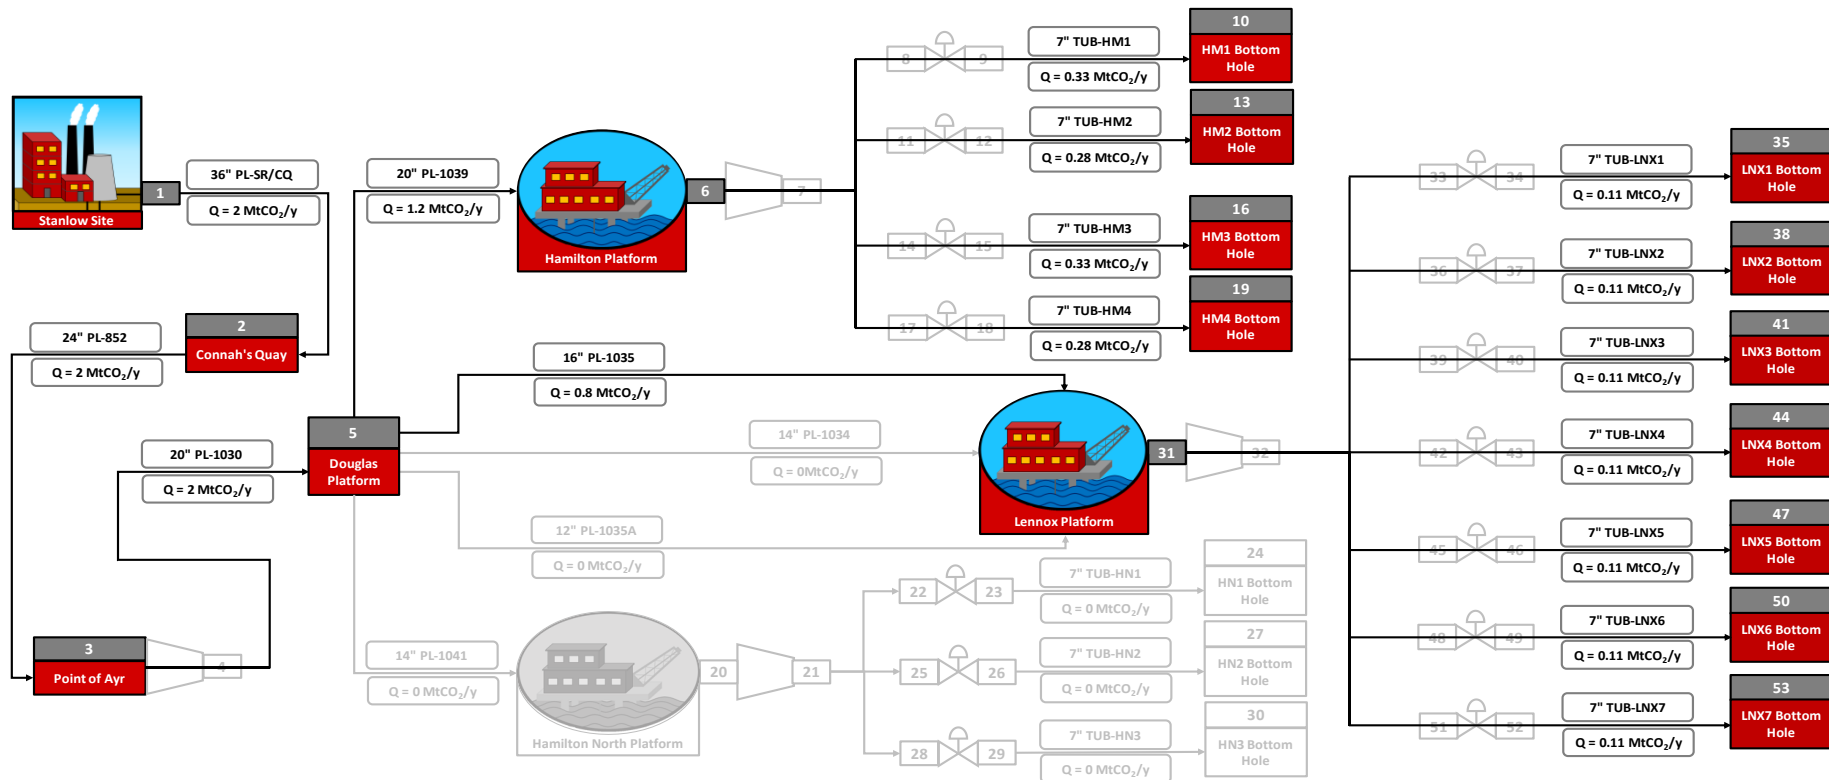 1
Stanlow Site
36" PL-SR/CQ
Q = 2 MtCO₂/y
2
Connah's Quay
24" PL-852
Q = 2 MtCO₂/y
3
Point of Ayr
4
20" PL-1030
Q = 2 MtCO₂/y
5
Douglas
Platform
20" PL-1039
Q = 1.2 MtCO₂/y
Hamilton Platform
6
7
8
9
7" TUB-HM1
Q = 0.33 MtCO₂/y
10
HM1 Bottom
Hole
11
12
7" TUB-HM2
Q = 0.28 MtCO₂/y
13
HM2 Bottom
Hole
14
15
7" TUB-HM3
Q = 0.33 MtCO₂/y
16
HM3 Bottom
Hole
17
18
7" TUB-HM4
Q = 0.28 MtCO₂/y
19
HM4 Bottom
Hole
16" PL-1035
Q = 0.8 MtCO₂/y
14" PL-1034
Q = 0MtCO₂/y
12" PL-1035A
Q = 0 MtCO₂/y
14" PL-1041
Q = 0 MtCO₂/y
Hamilton North Platform
20
21
22
23
7" TUB-HN1
Q = 0 MtCO₂/y
24
HN1 Bottom
Hole
25
26
7" TUB-HN2
Q = 0 MtCO₂/y
27
HN2 Bottom
Hole
28
29
7" TUB-HN3
Q = 0 MtCO₂/y
30
HN3 Bottom
Hole
Lennox Platform
31
32
33
34
7" TUB-LNX1
Q = 0.11 MtCO₂/y
35
LNX1 Bottom
Hole
36
37
7" TUB-LNX2
Q = 0.11 MtCO₂/y
38
LNX2 Bottom
Hole
39
40
7" TUB-LNX3
Q = 0.11 MtCO₂/y
41
LNX3 Bottom
Hole
42
43
7" TUB-LNX4
Q = 0.11 MtCO₂/y
44
LNX4 Bottom
Hole
45
46
7" TUB-LNX5
Q = 0.11 MtCO₂/y
47
LNX5 Bottom
Hole
48
49
7" TUB-LNX6
Q = 0.11 MtCO₂/y
50
LNX6 Bottom
Hole
51
52
7" TUB-LNX7
Q = 0.11 MtCO₂/y
53
LNX7 Bottom
Hole